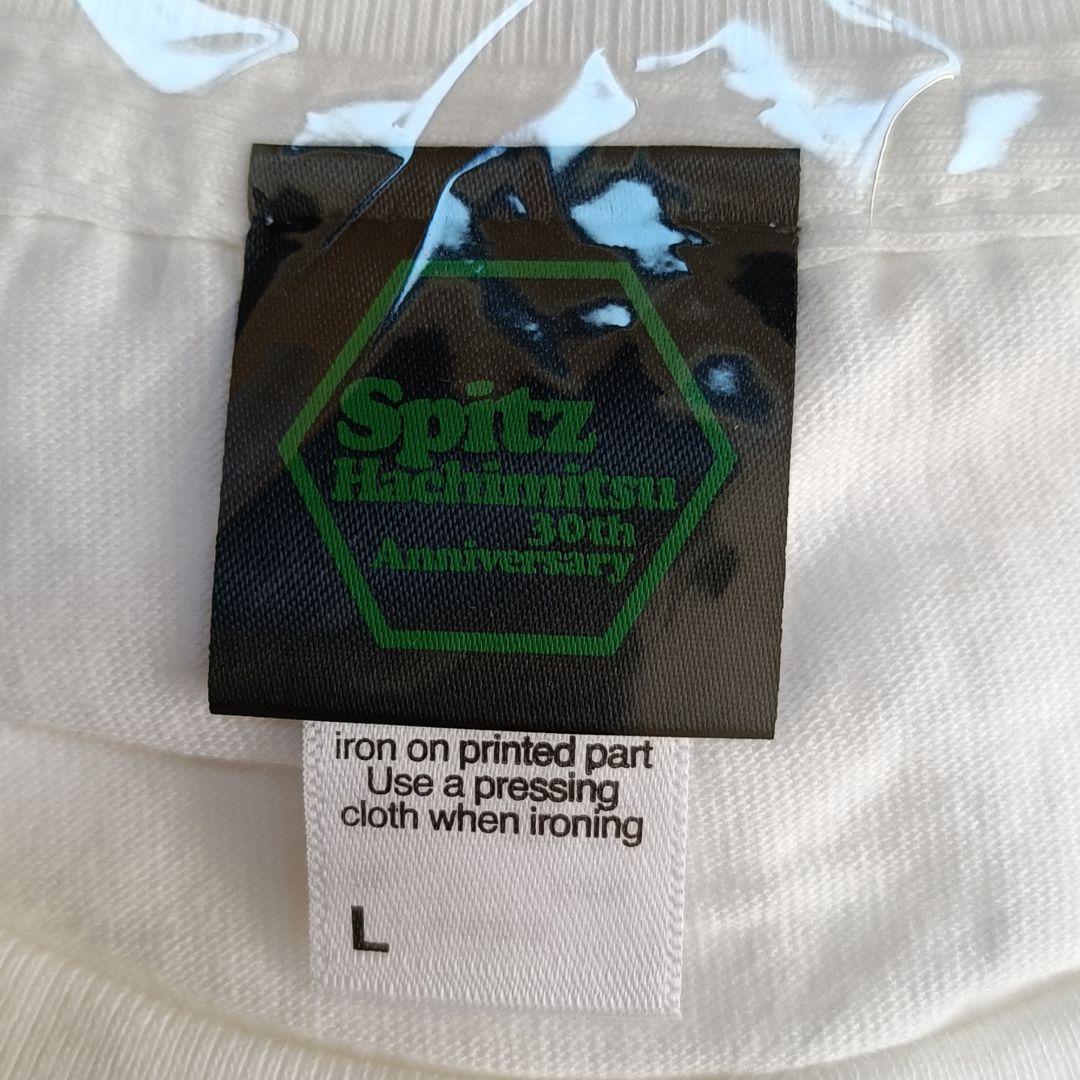 Spitz
Hachimitsu
30th
Anniversary
iron on printed part
Use a pressing
cloth when ironing
L